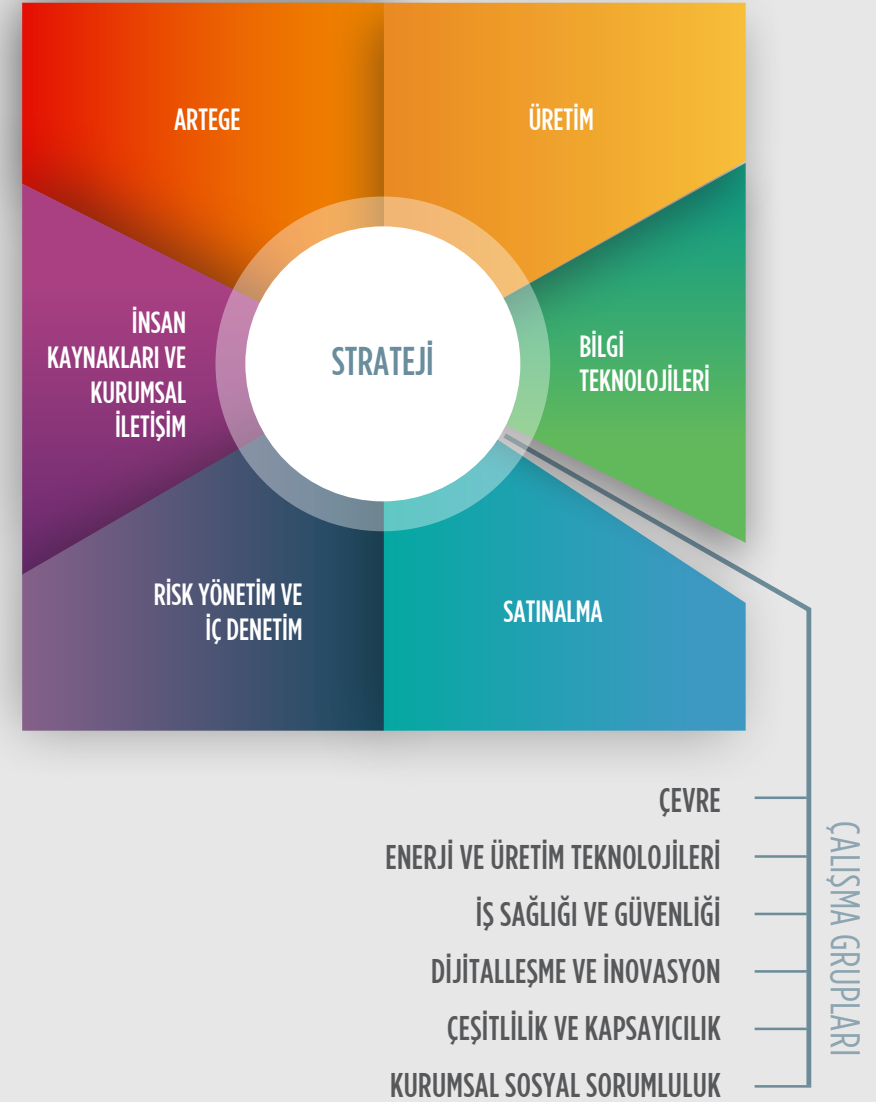 ARTEGE
ÜRETİM
İNSAN
KAYNAKLARI VE
KURUMSAL
İLETİŞİM
STRATEJİ
BİLGİ
TEKNOLOJİLERİ
RİSK YÖNETİM VE
İÇ DENETİM
SATINALMA
ÇEVRE
ENERJİ VE ÜRETİM TEKNOLOJİLERİ
İŞ SAĞLIĞI VE GÜVENLİĞİ
DİJİTALLEŞME VE İNOVASYON
ÇEŞİTLİLİK VE KAPSAYICILIK
KURUMSAL SOSYAL SORUMLULUK
ÇALIŞMA GRUPLARI